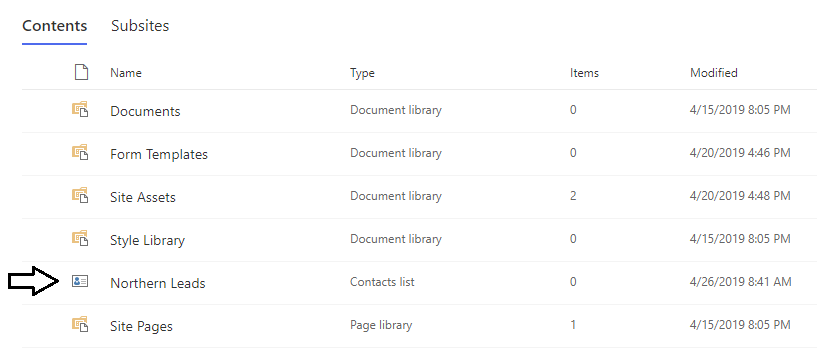 Contents Subsites
Name Type Items Modified
Documents Document library 0 4/15/2019 8:05 PM
Form Templates Document library 0 4/20/2019 4:46 PM
Site Assets Document library 2 4/20/2019 4:48 PM
Style Library Document library 0 4/15/2019 8:05 PM
Northern Leads Contacts list 0 4/26/2019 8:41 AM
Site Pages Page library 1 4/15/2019 8:05 PM